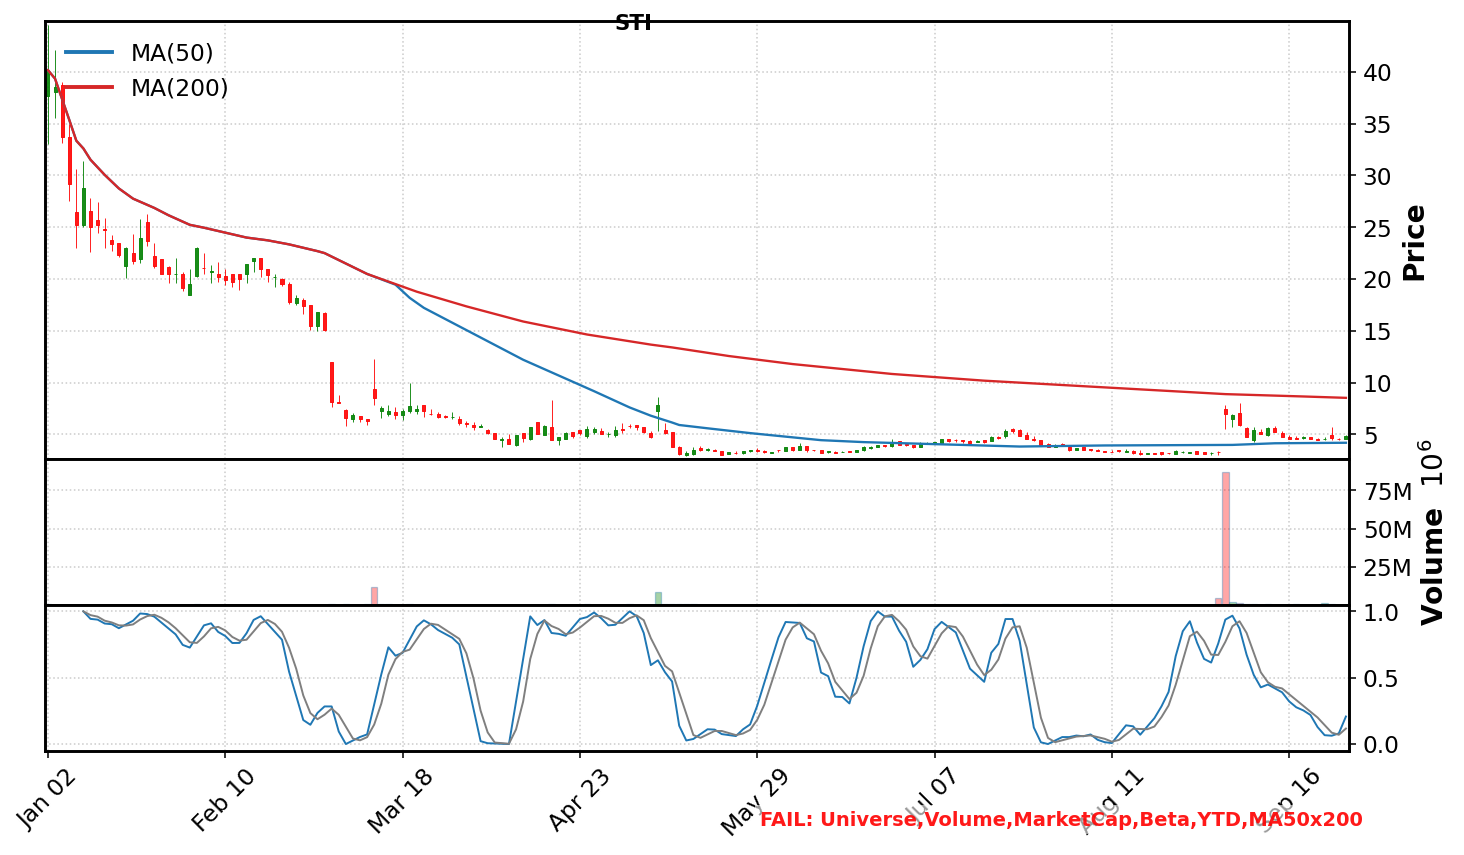 STI
MA(50)
MA(200)
40
35
30
25
20
15
10
5
Price
75M
50M
25M
Volume 10^6
1.0
0.5
0.0
Jan 02
Feb 10
Mar 18
Apr 23
May 29
Jul 07
Aug 11
Sep 16
FAIL: Universe,Volume,MarketCap,Beta,YTD,MA50x200